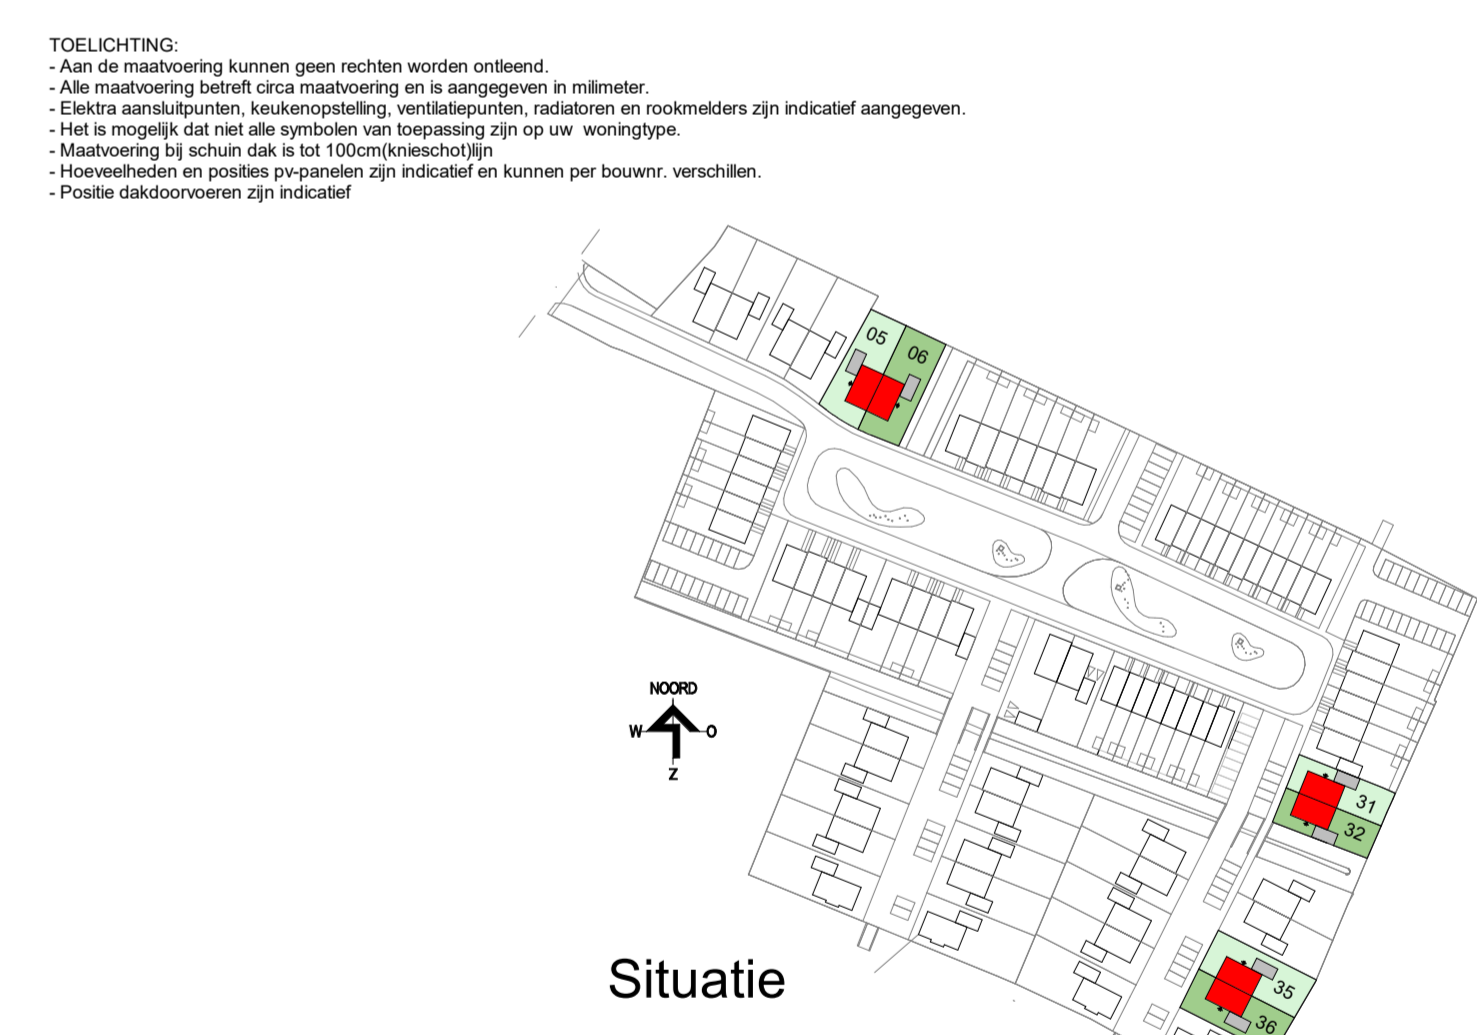 TOELICHTING:
- Aan de maatvoering kunnen geen rechten worden ontleend.
- Alle maatvoering betreft circa maatvoering en is aangegeven in milimeter.
- Elektra aansluitpunten, keukenopstelling, ventilatiepunten, radiatoren en rookmelders zijn indicatief aangegeven.
- Het is mogelijk dat niet alle symbolen van toepassing zijn op uw  woningtype.
- Maatvoering bij schuin dak is tot 100cm(knieschot)lijn
- Hoeveelheden en posities pv-panelen zijn indicatief en kunnen per bouwnr. verschillen.
- Positie dakdoorvoeren zijn indicatief
05
06
NOORD
W O
Z
31
32
Situatie
35
36